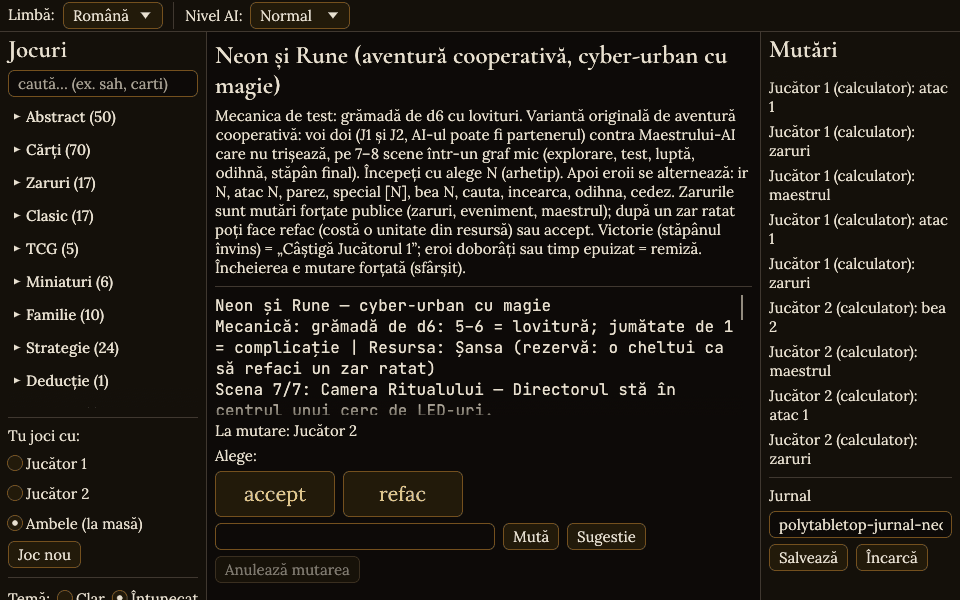 Limbă: Română Nivel AI: Normal
Jocuri
caută... (ex. sah, carti)
Abstract (50)
Cărți (70)
Zaruri (17)
Clasic (17)
TCG (5)
Miniaturi (6)
Familie (10)
Strategie (24)
Deducție (1)
Tu joci cu:
Jucător 1
Jucător 2
Ambele (la masă)
Joc nou
Temă: Clar Întunecat
Neon și Rune (aventură cooperativă, cyber-urban cu
magie)
Mecanica de test: grămadă de d6 cu lovituri. Variantă originală de aventură
cooperativă: voi doi (J1 și J2, AI-ul poate fi partenerul) contra Maestrului-AI
care nu trișează, pe 7–8 scene într-un graf mic (explorare, test, luptă,
odihnă, stăpân final). Începeți cu alege N (arhetip). Apoi eroii se alternează: ir
N, atac N, parez, special [N], bea N, cauta, incearca, odihna, cedez. Zarurile
sunt mutări forțate publice (zaruri, eveniment, maestrul); după un zar ratat
poți face refac (costă o unitate din resursă) sau accept. Victorie (stăpânul
învins) = „Câștigă Jucătorul 1”; eroi doborâți sau timp epuizat = remiză.
Încheierea e mutare forțată (sfârșit).
Neon și Rune — cyber-urban cu magie
Mecanică: grămadă de d6: 5-6 = lovitură; jumătate de 1
= complicație | Resursa: Șansa (rezervă: o cheltui ca
să refaci un zar ratat)
Scena 7/7: Camera Ritualului — Directorul stă în
centrul unui cerc de LED-uri.
La mutare: Jucător 2
Alege:
accept refac
Mută Sugestie
Anulează mutarea
Mutări
Jucător 1 (calculator): atac
1
Jucător 1 (calculator):
zaruri
Jucător 1 (calculator):
maestrul
Jucător 1 (calculator): atac
1
Jucător 1 (calculator):
zaruri
Jucător 2 (calculator): bea
2
Jucător 2 (calculator):
maestrul
Jucător 2 (calculator):
atac 1
Jucător 2 (calculator):
zaruri
Jurnal
polytabletop-jurnal-nec
Salvează Încarcă